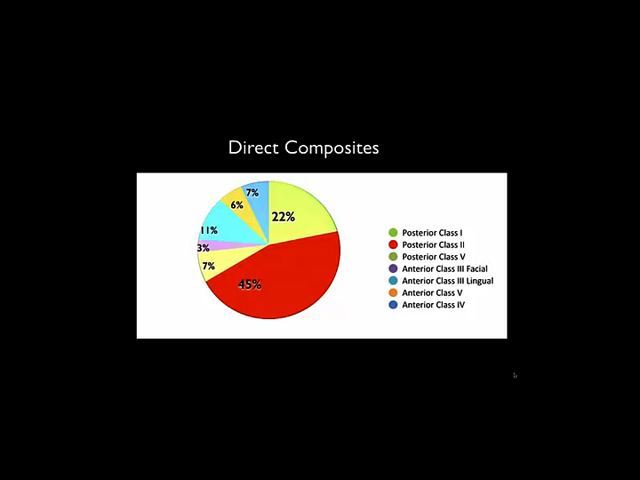 Direct Composites
7%
6%
22%
11%
3%
7%
45%
Posterior Class I
Posterior Class II
Posterior Class V
Anterior Class III Facial
Anterior Class III Lingual
Anterior Class V
Anterior Class IV